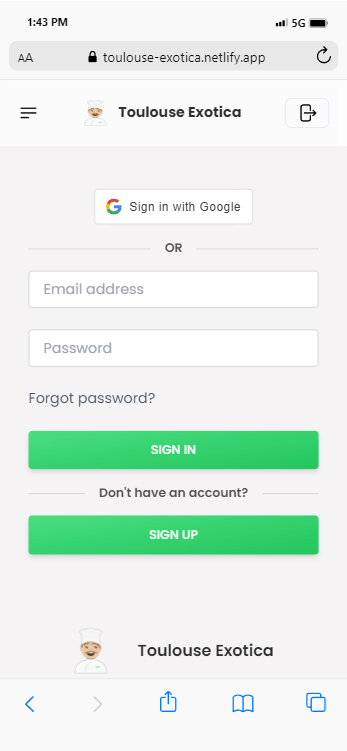 1:43 PM
5G
AA
toulouse-exotica.netlify.app
Toulouse Exotica
Sign in with Google
OR
Email address
Password
Forgot password?
SIGN IN
Don't have an account?
SIGN UP
Toulouse Exotica